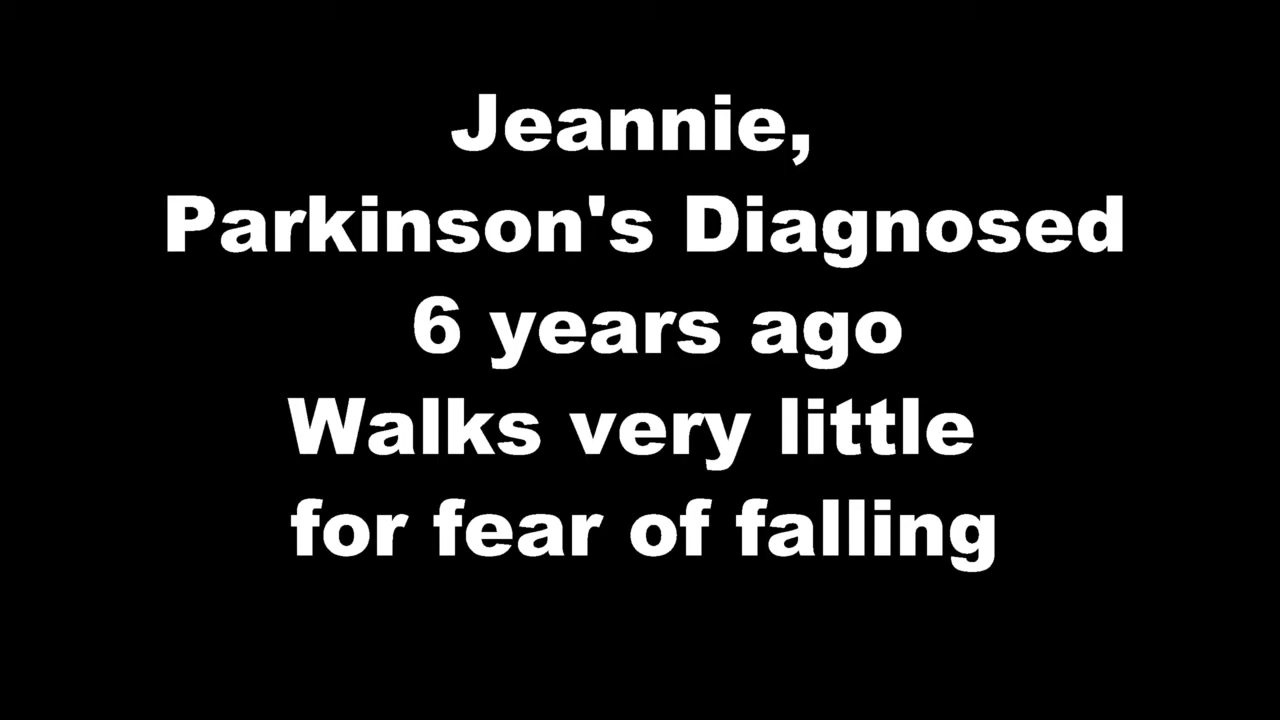 Jeannie,
Parkinson's Diagnosed
6 years ago
Walks very little
for fear of falling